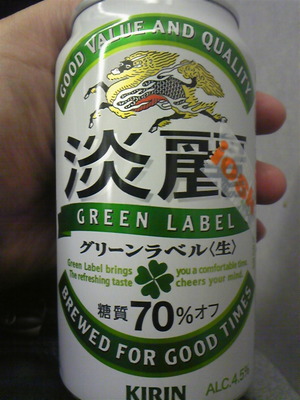 GOOD VALUE AND QUALITY
淡麗
GREEN LABEL
グリーンラベル〈生〉
Green Label brings you a comfortable time.
The refreshing taste cheers your mind.
糖質70%オフ
BREWED FOR GOOD TIMES
KIRIN
ALC.4.5%